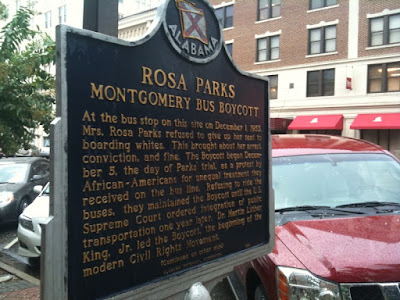 ALABAMA
ROSA PARKS
MONTGOMERY BUS BOYCOTT
At the bus stop on this site on December 1, 1955,
Mrs. Rosa Parks refused to give up her seat to
boarding whites. This brought about her arrest,
conviction, and fine. The Boycott began Decem-
ber 5, the day of Parks' trial, as a protest by
African-Americans for unequal treatment they
received on the bus line. Refusing to ride the
buses, they maintained the Boycott until the U.S.
Supreme Court ordered integration of public
transportation one year later. Dr. Martin Luther
King, Jr. led the Boycott, the beginning of the
modern Civil Rights Movement.
(CONTINUED ON OTHER SIDE)